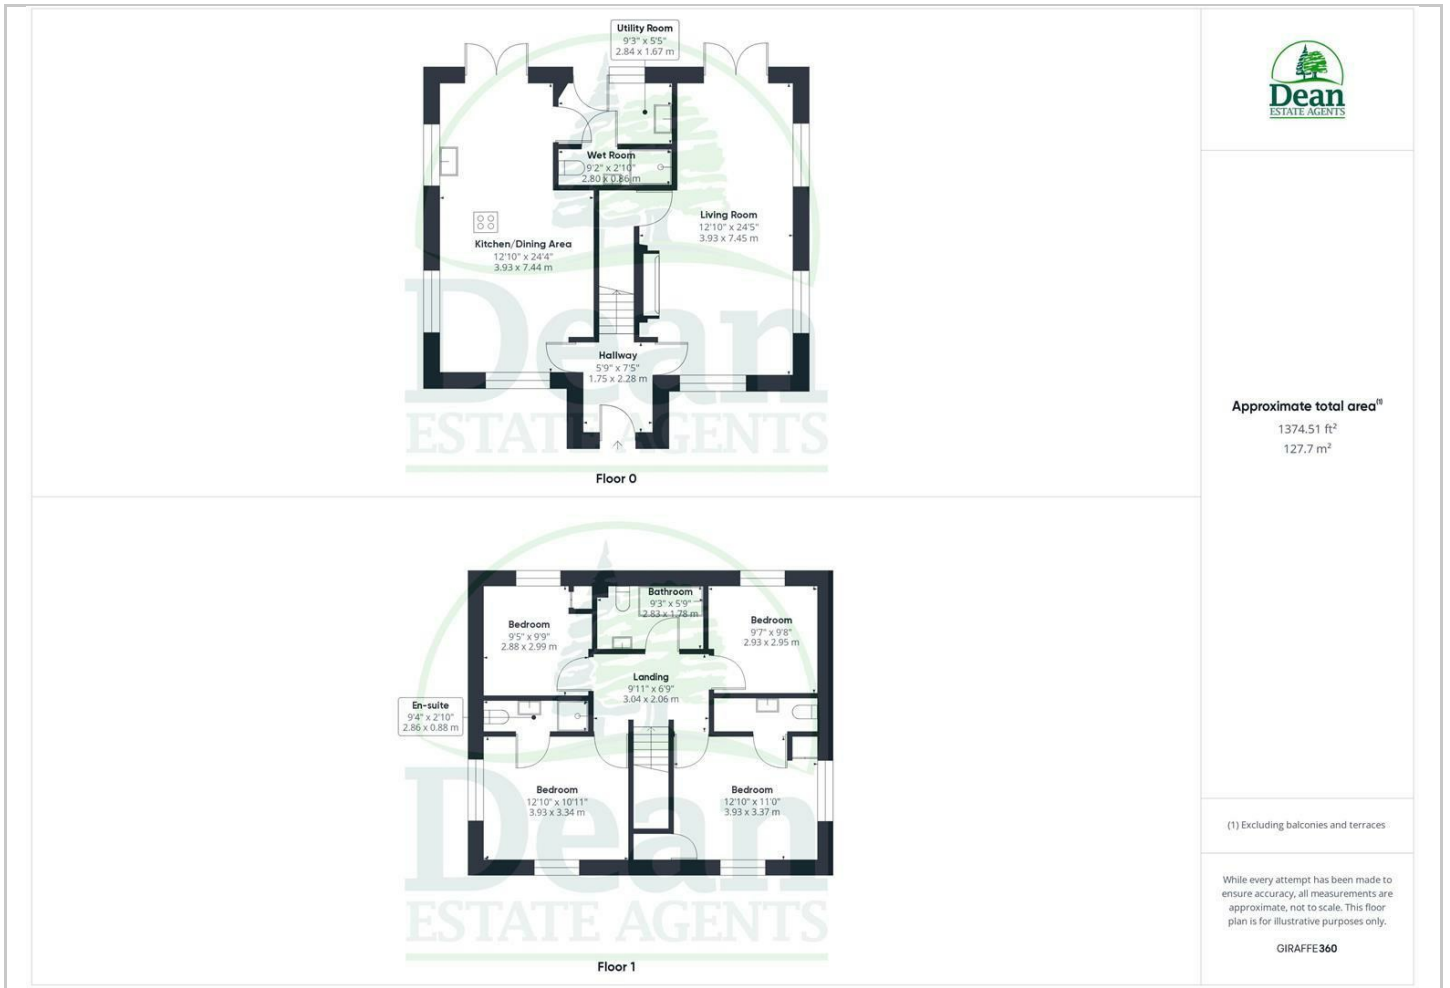 Utility Room
9'3" x 5'5"
2.84 x 1.67 m
Wet Room
9'2" x 2'10"
2.80 x 0.86 m
Living Room
12'10" x 24'5"
3.93 x 7.45 m
Kitchen/Dining Area
12'10" x 24'4"
3.93 x 7.44 m
Hallway
5'9" x 7'5"
1.75 x 2.28 m
Dean
ESTATE AGENTS
Floor 0
Bathroom
9'3" x 5'9"
2.83 x 1.78 m
Bedroom
9'5" x 9'9"
2.88 x 2.99 m
Bedroom
9'7" x 9'8"
2.93 x 2.95 m
Landing
9'11" x 6'9"
3.04 x 2.06 m
En-suite
9'4" x 2'10"
2.86 x 0.88 m
Bedroom
12'10" x 10'11"
3.93 x 3.34 m
Bedroom
12'10" x 11'0"
3.93 x 3.37 m
Dean
ESTATE AGENTS
Floor 1
Dean
ESTATE AGENTS
Approximate total area(1)
1374.51 ft²
127.7 m²
(1) Excluding balconies and terraces
While every attempt has been made to
ensure accuracy, all measurements are
approximate, not to scale. This floor
plan is for illustrative purposes only.
GIRAFFE360